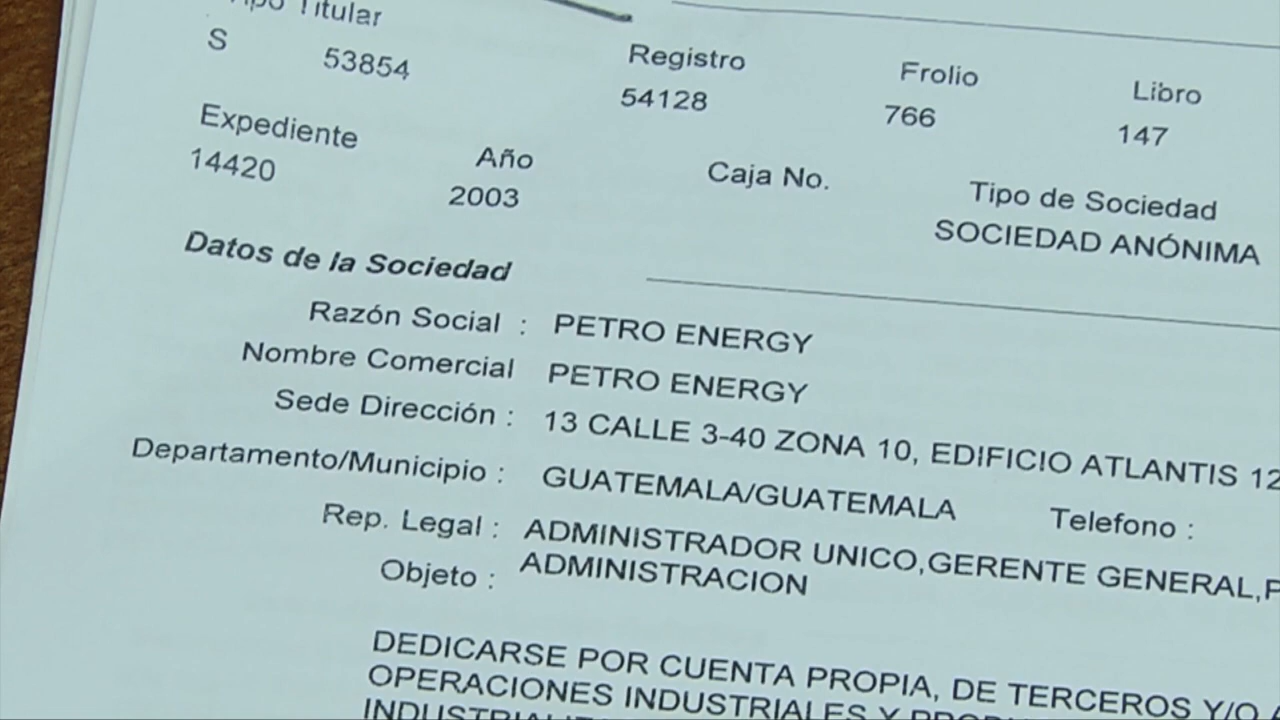 Titular
S 53854 Registro Frolio Libro
54128 766 147
Expediente Año Caja No. Tipo de Sociedad
14420 2003 SOCIEDAD ANÓNIMA
Datos de la Sociedad
Razón Social : PETRO ENERGY
Nombre Comercial PETRO ENERGY
Sede Dirección : 13 CALLE 3-40 ZONA 10, EDIFICIO ATLANTIS 12
Departamento/Municipio : GUATEMALA/GUATEMALA Telefono :
Rep. Legal : ADMINISTRADOR UNICO,GERENTE GENERAL,P
ADMINISTRACION
Objeto :
DEDICARSE POR CUENTA PROPIA, DE TERCEROS Y/O A
OPERACIONES INDUSTRIALES Y